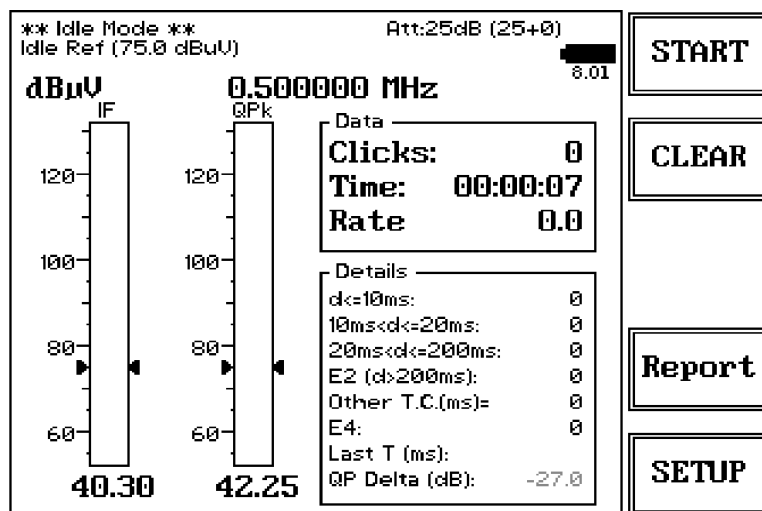 ** Idle Mode **
Att:25dB (25+0)
Idle Ref (75.0 dBuV)
8.01
dBµV
0.500000 MHz
IF
QPk
120
120
100
100
80
80
60
60
40.30
42.25
Data
Clicks: 0
Time: 00:00:07
Rate 0.0
Details
d<=10ms: 0
10ms<d<=20ms: 0
20ms<d<=200ms: 0
E2 (d>200ms): 0
Other T.C.(ms)= 0
E4: 0
Last T (ms):
QP Delta (dB): -27.0
START
CLEAR
Report
SETUP